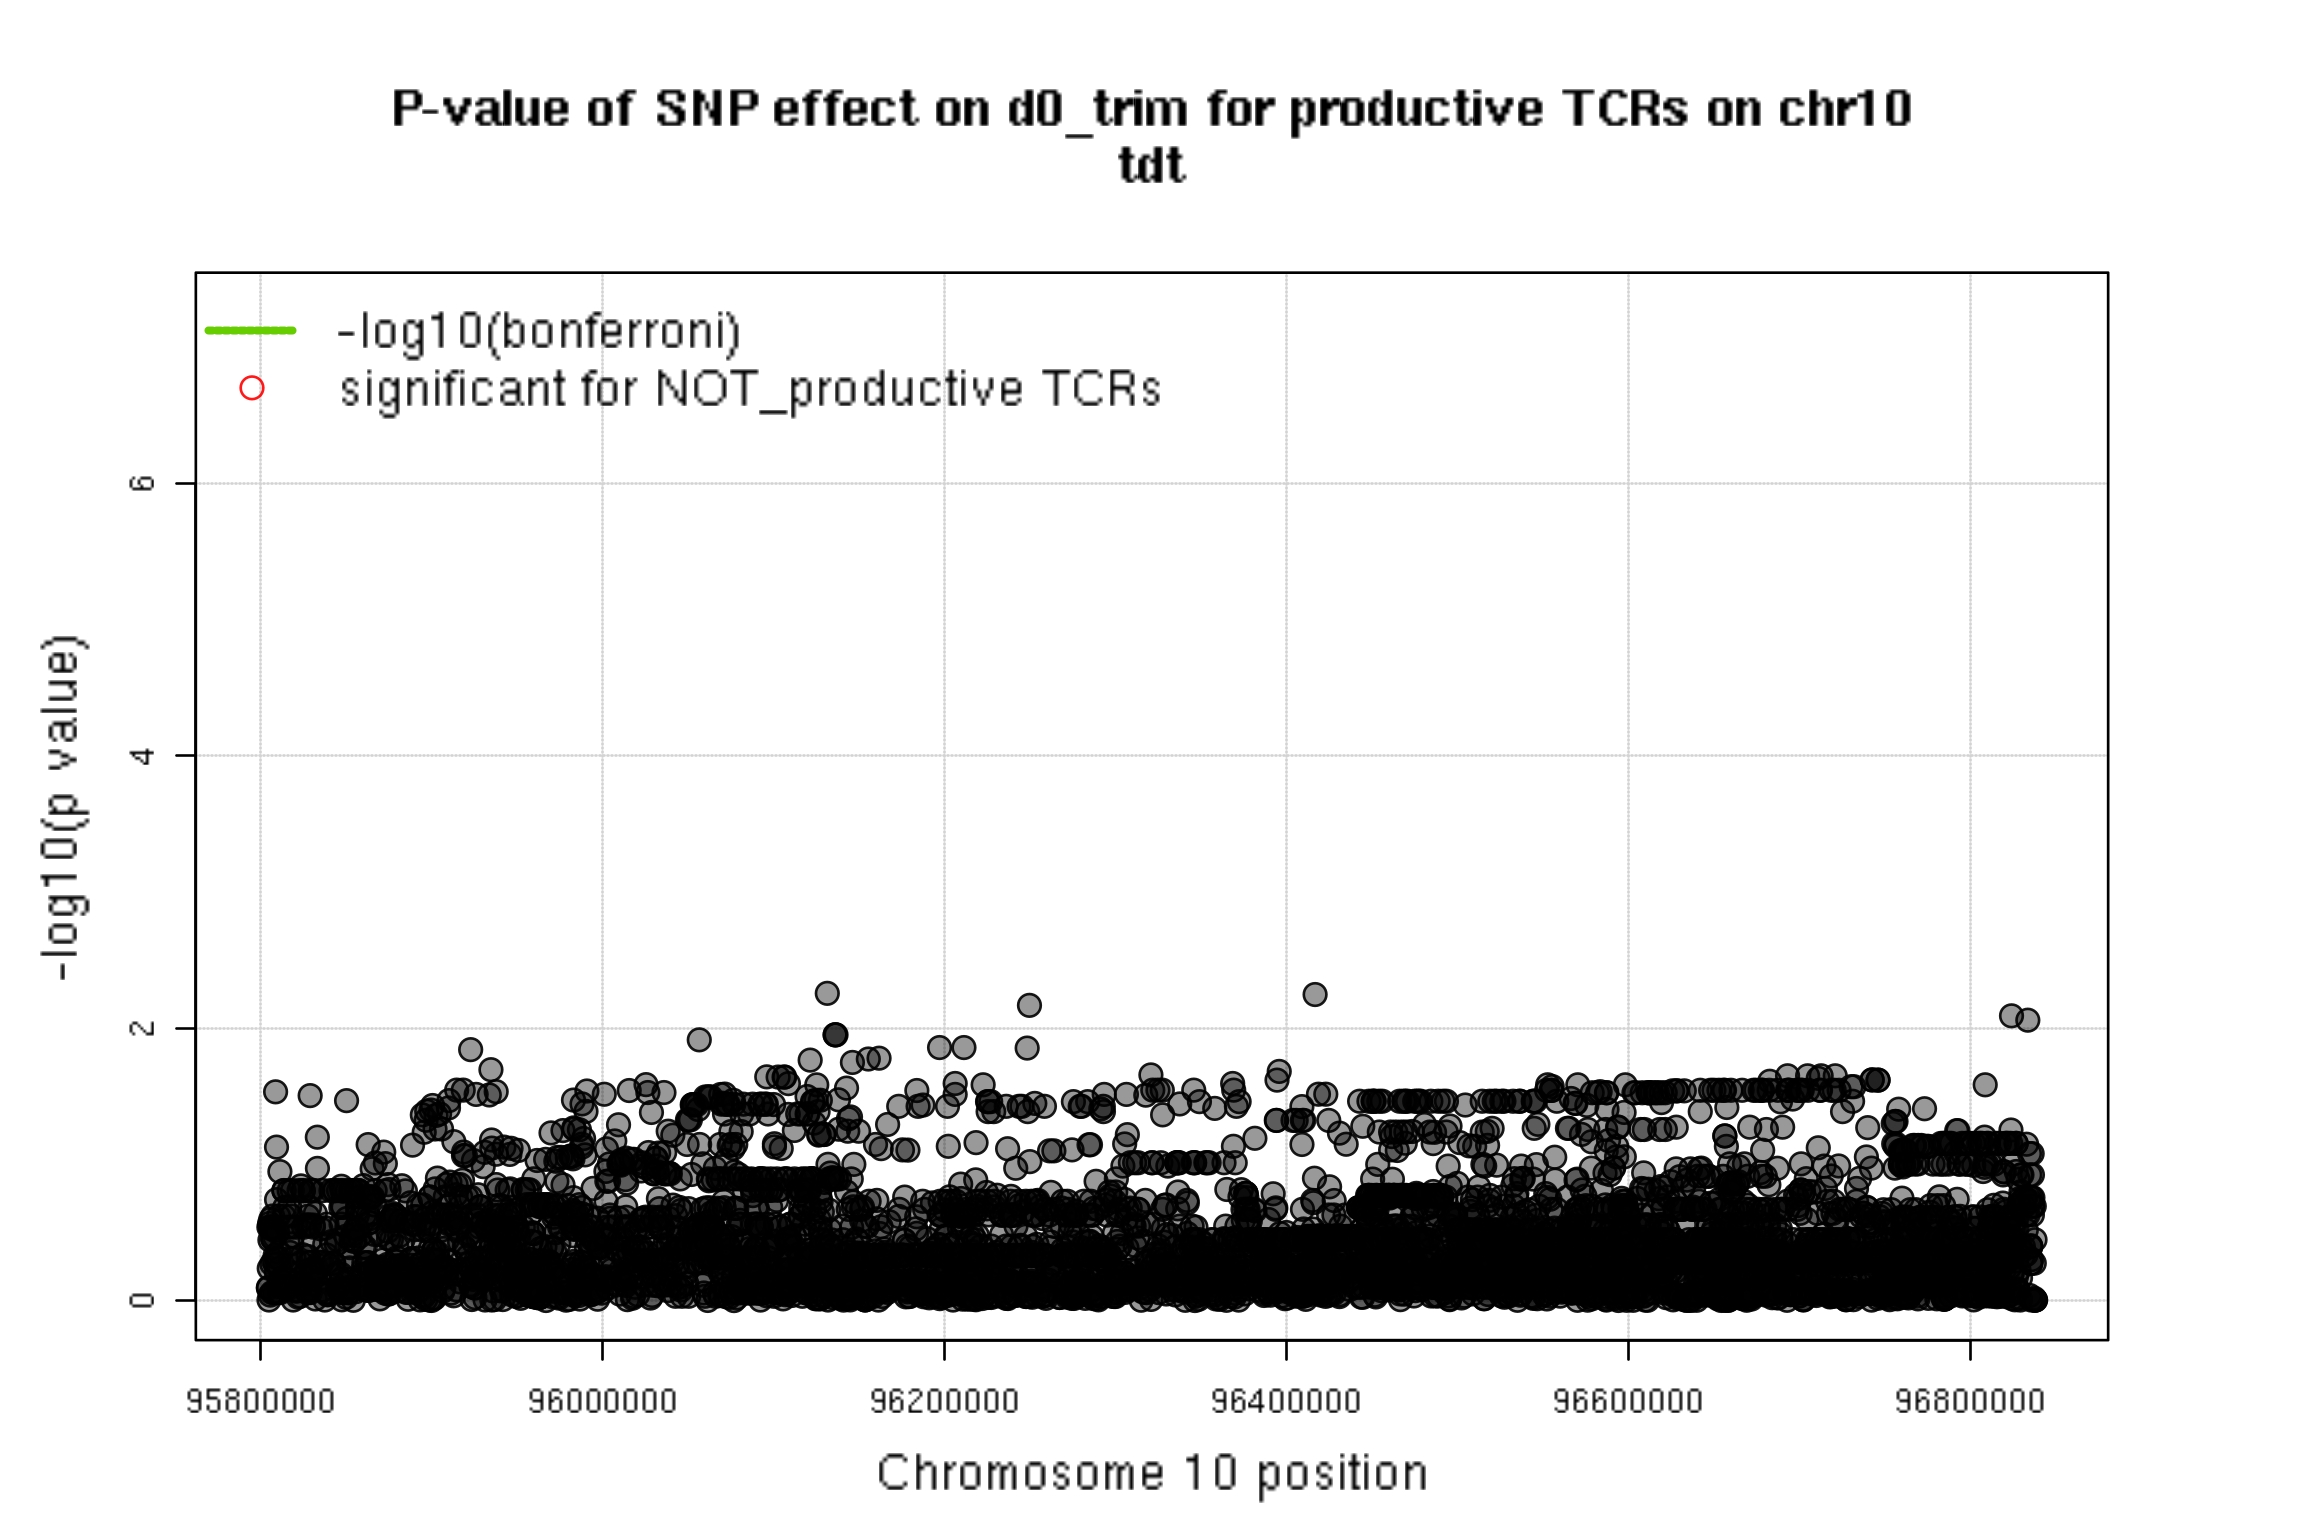 P-value of SNP effect on d0_trim for productive TCRs on chr10
tdt
-log10(bonferroni)
significant for NOT_productive TCRs
-log10(p value)
6
4
2
0
95800000 96000000 96200000 96400000 96600000 96800000
Chromosome 10 position